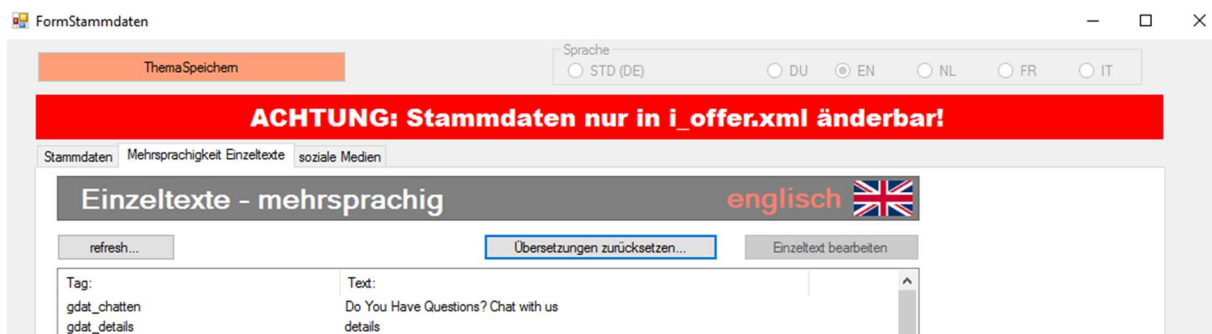 FormStammdaten
Sprache
ThemaSpeichern STD (DE) DU EN NL FR IT
ACHTUNG: Stammdaten nur in i_offer.xml änderbar!
Stammdaten Mehrsprachigkeit Einzeltexte soziale Medien
Einzeltexte - mehrsprachig englisch
refresh... Übersetzungen zurücksetzen... Einzeltext bearbeiten
Tag: Text:
gdat_chatten Do You Have Questions? Chat with us
gdat_details details